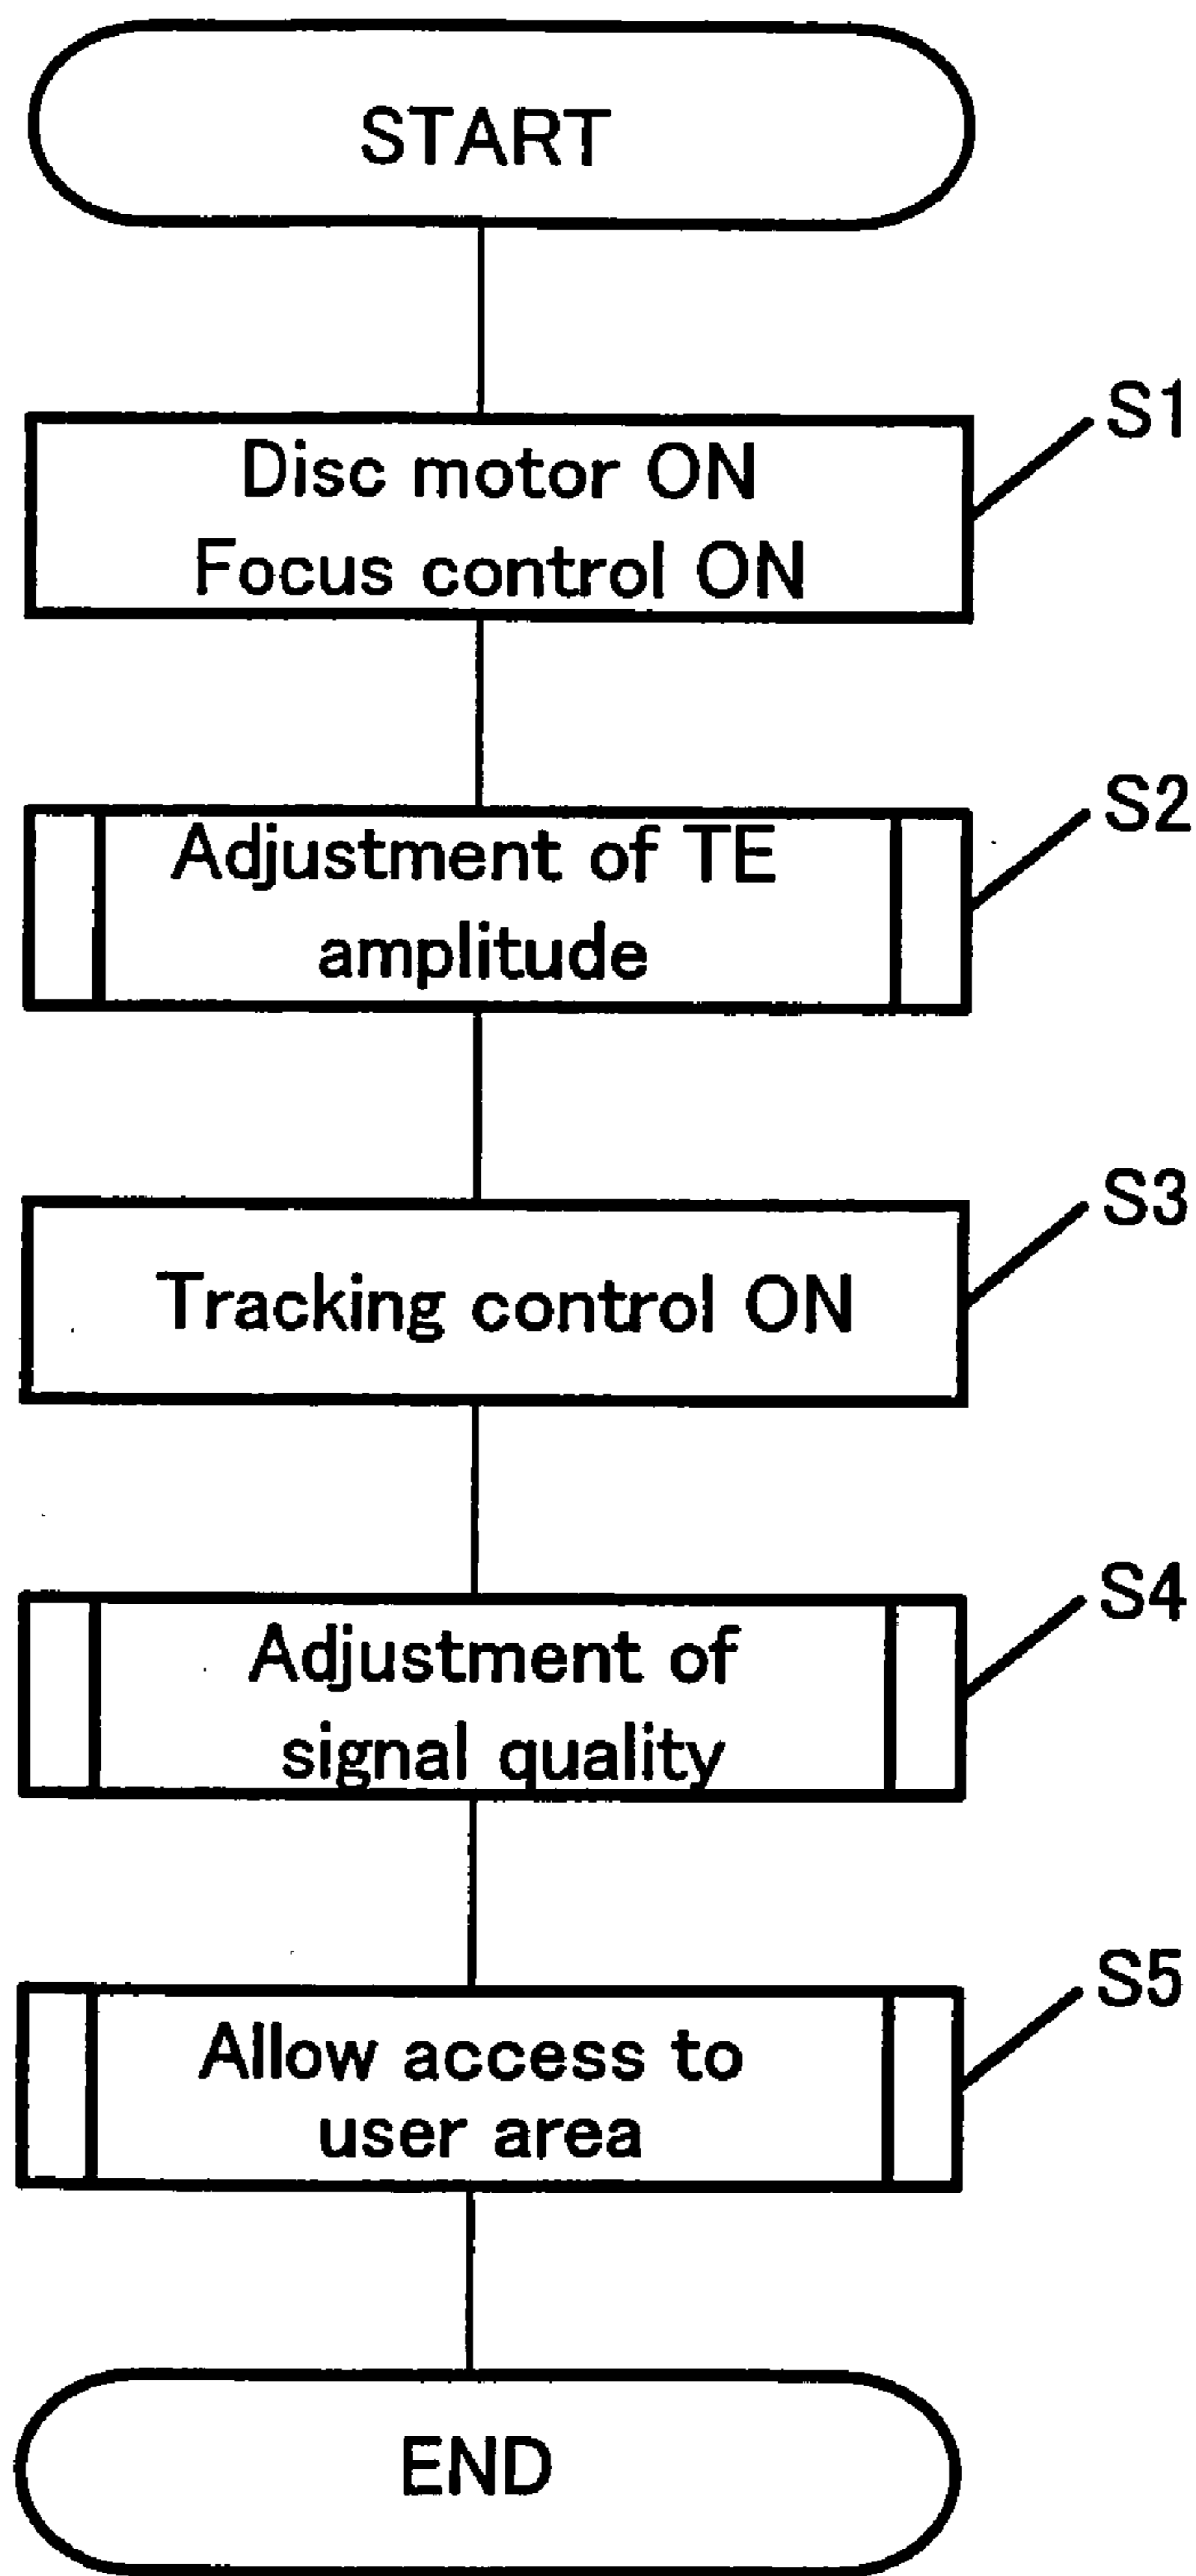 START
S1
Disc motor ON
Focus control ON
S2
Adjustment of TE
amplitude
S3
Tracking control ON
S4
Adjustment of
signal quality
S5
Allow access to
user area
END